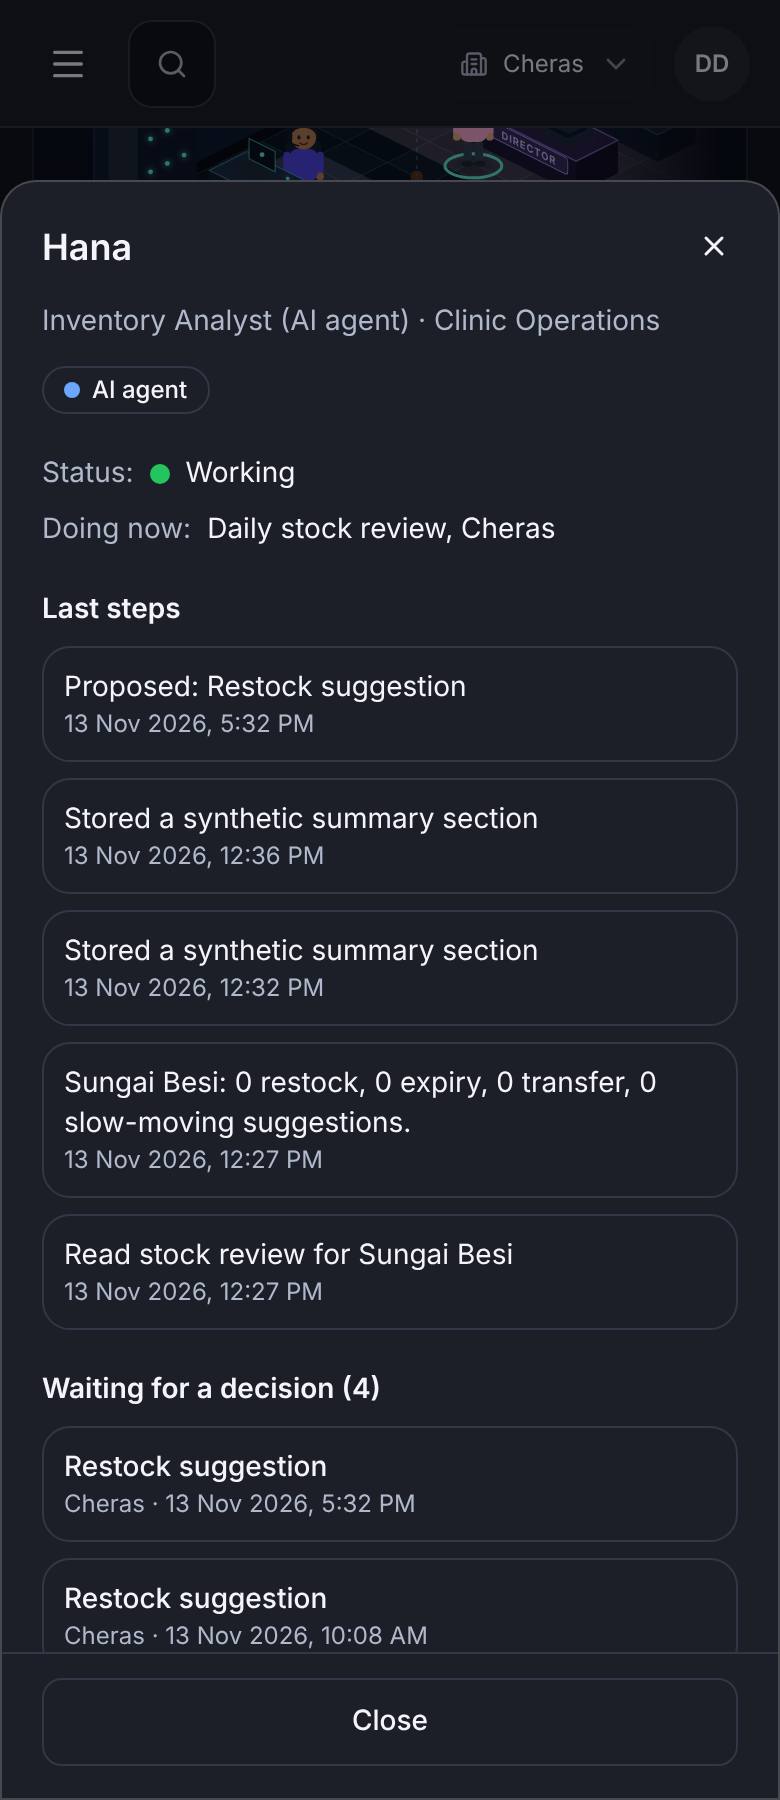 Cheras
DD
DIRECTOR
Hana
Inventory Analyst (AI agent) · Clinic Operations
AI agent
Status: Working
Doing now: Daily stock review, Cheras
Last steps
Proposed: Restock suggestion
13 Nov 2026, 5:32 PM
Stored a synthetic summary section
13 Nov 2026, 12:36 PM
Stored a synthetic summary section
13 Nov 2026, 12:32 PM
Sungai Besi: 0 restock, 0 expiry, 0 transfer, 0
slow-moving suggestions.
13 Nov 2026, 12:27 PM
Read stock review for Sungai Besi
13 Nov 2026, 12:27 PM
Waiting for a decision (4)
Restock suggestion
Cheras · 13 Nov 2026, 5:32 PM
Restock suggestion
Cheras · 13 Nov 2026, 10:08 AM
Close